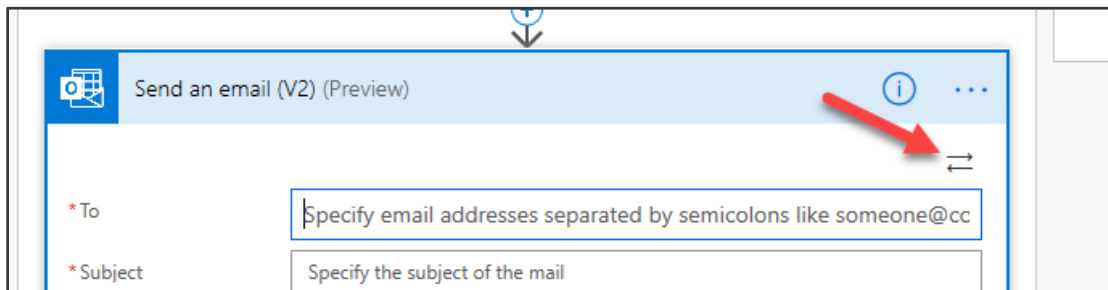 Send an email (V2) (Preview)
*To
Specify email addresses separated by semicolons like someone@cc
*Subject
Specify the subject of the mail